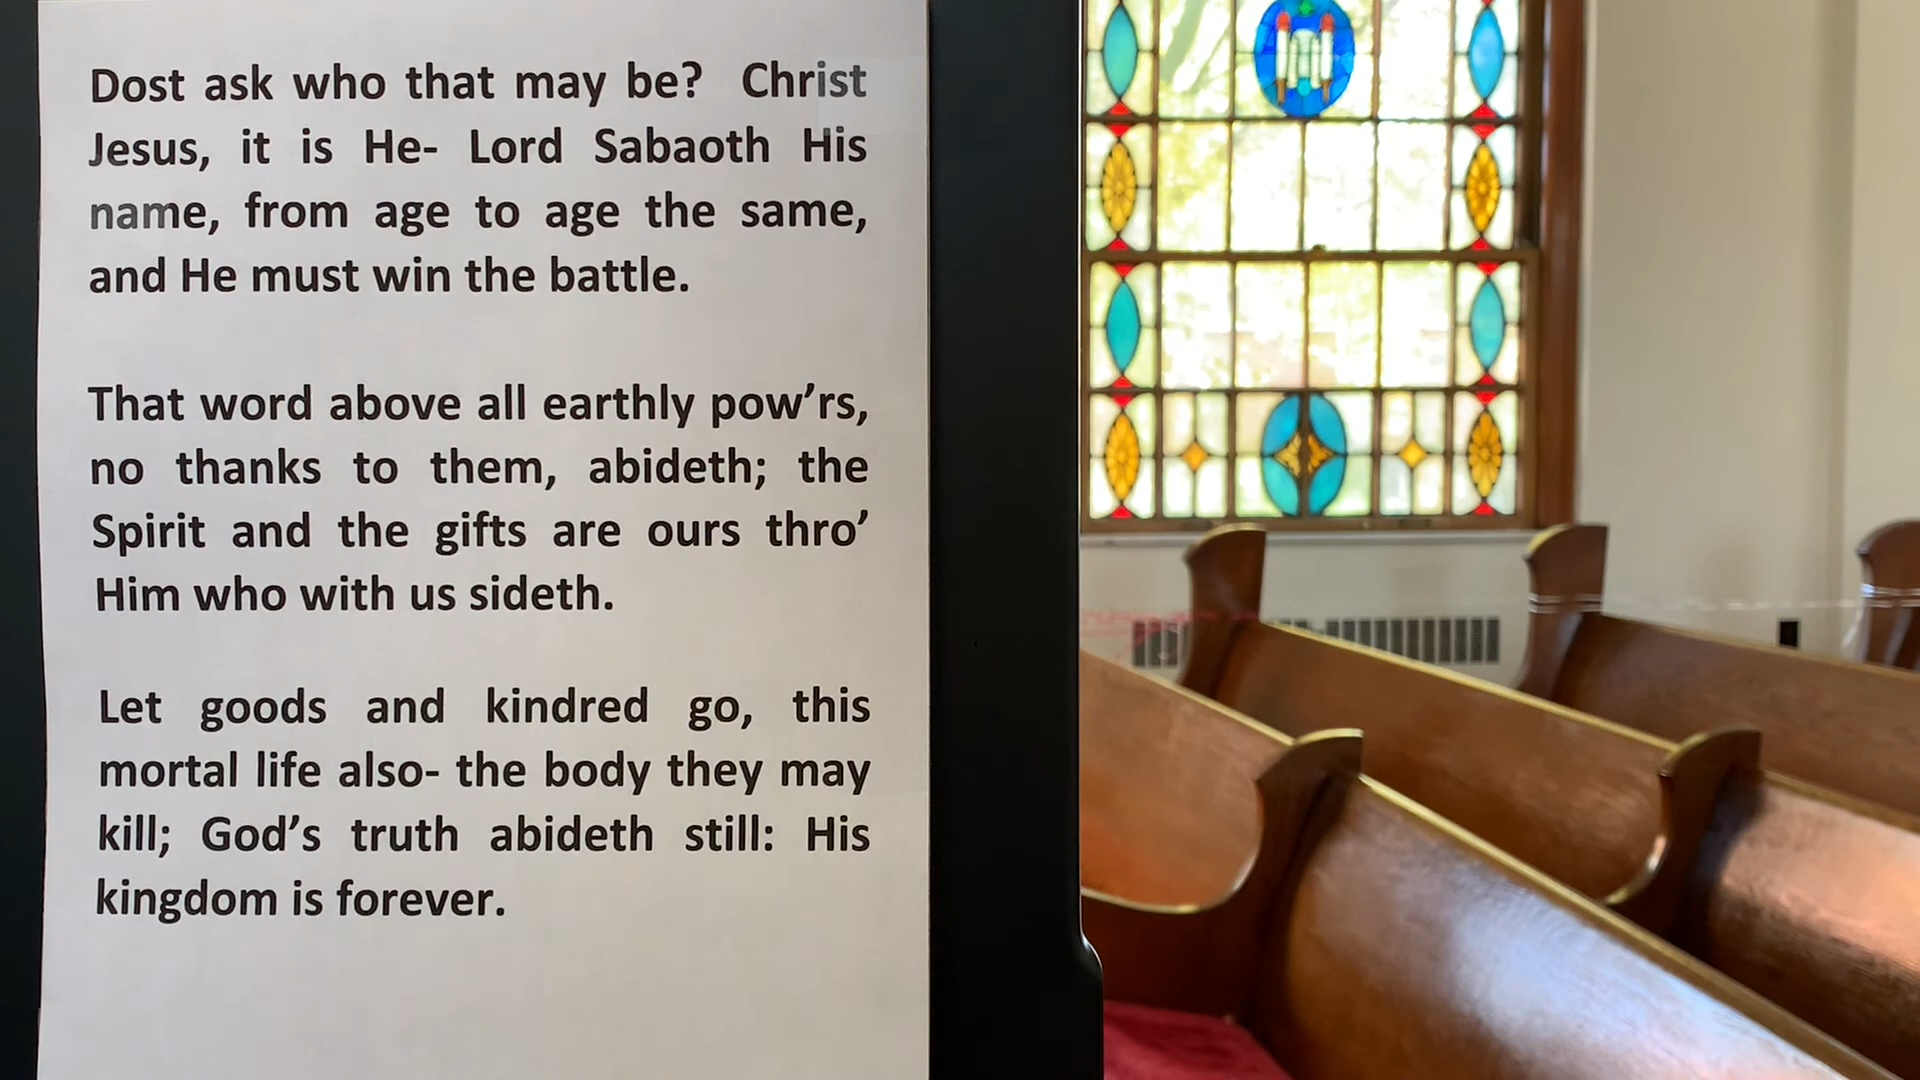 Dost ask who that may be? Christ
Jesus, it is He- Lord Sabaoth His
name, from age to age the same,
and He must win the battle.
That word above all earthly pow’rs,
no thanks to them, abideth; the
Spirit and the gifts are ours thro’
Him who with us sideth.
Let goods and kindred go, this
mortal life also- the body they may
kill; God’s truth abideth still: His
kingdom is forever.